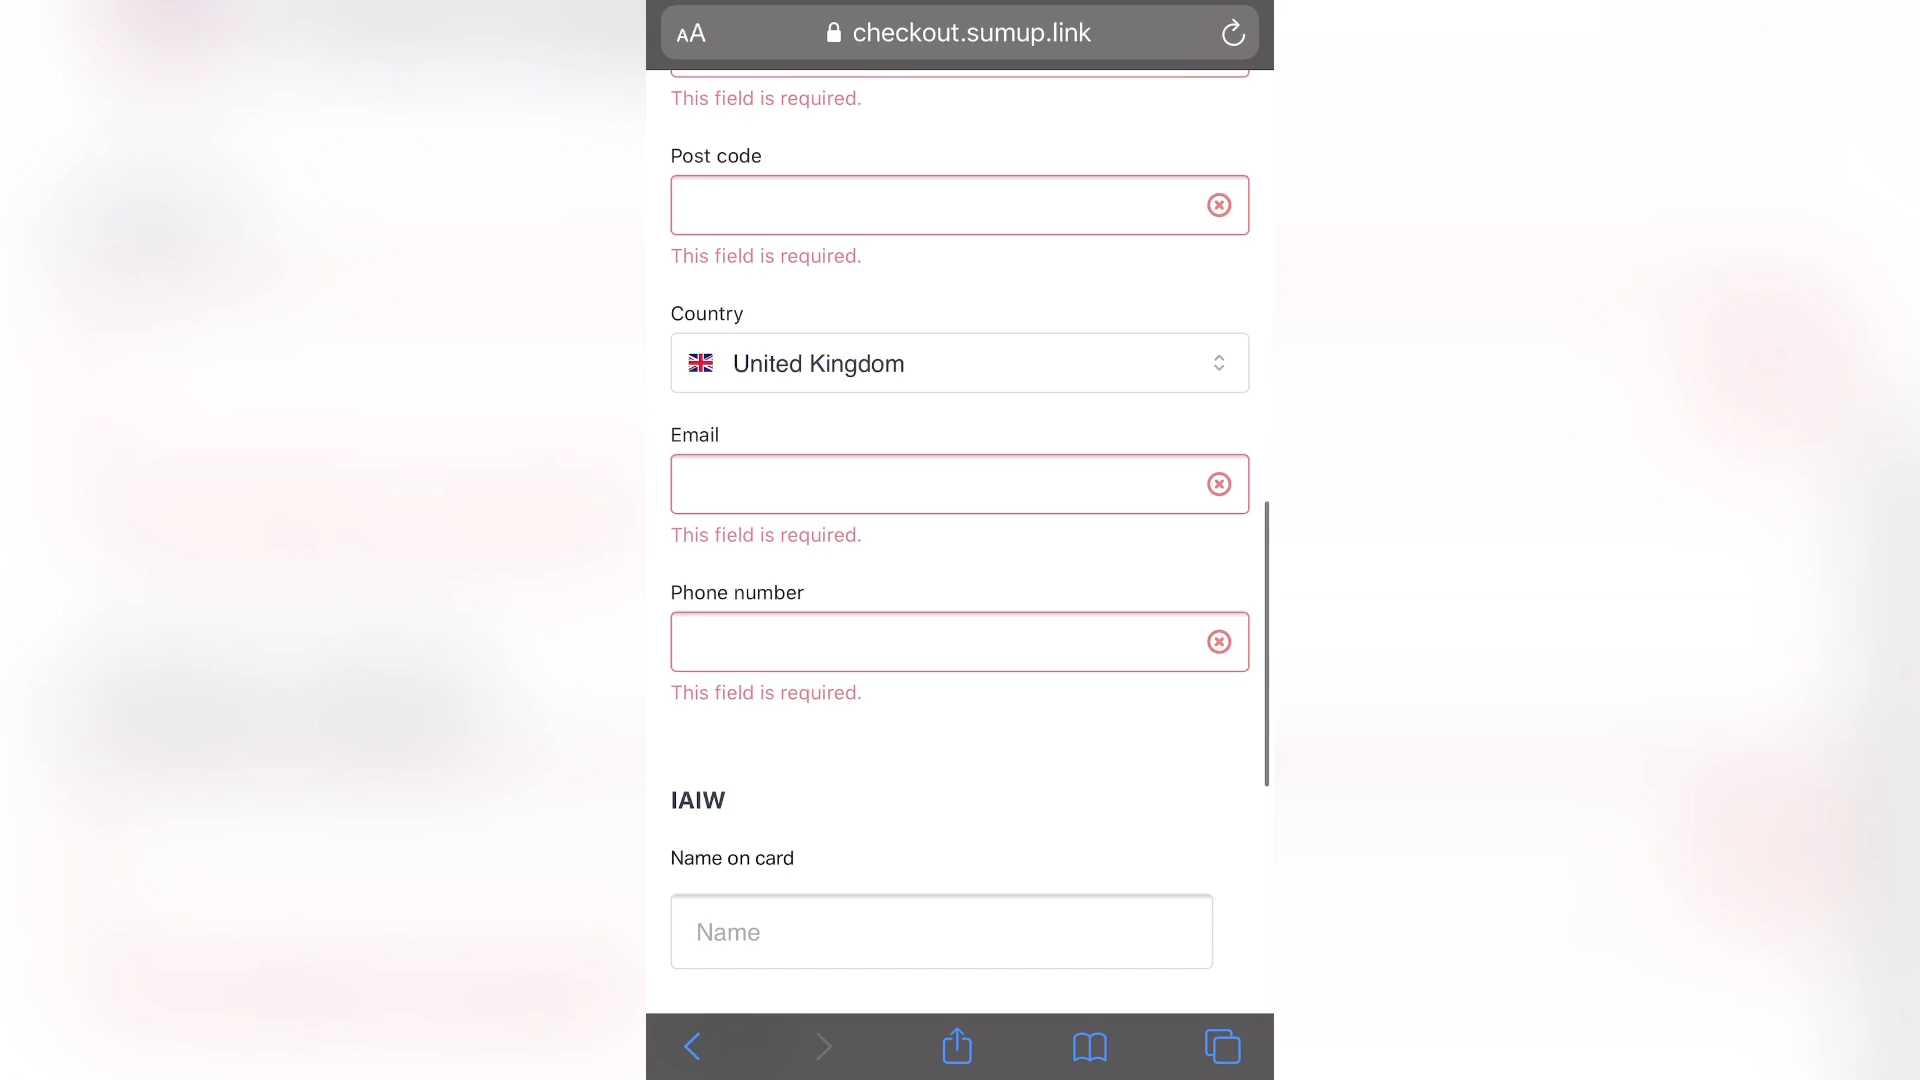 AA
checkout.sumup.link
This field is required.
Post code
This field is required.
Country
United Kingdom
Email
This field is required.
Phone number
This field is required.
IAIW
Name on card
Name